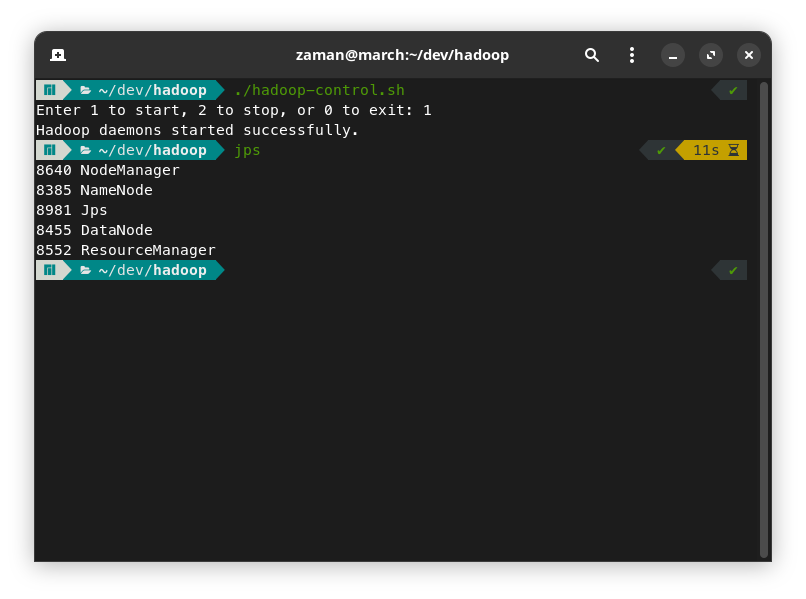 zaman@march:~/dev/hadoop
~/dev/hadoop ./hadoop-control.sh ✔
Enter 1 to start, 2 to stop, or 0 to exit: 1
Hadoop daemons started successfully.
~/dev/hadoop jps ✔ 11s
8640 NodeManager
8385 NameNode
8981 Jps
8455 DataNode
8552 ResourceManager
~/dev/hadoop ✔